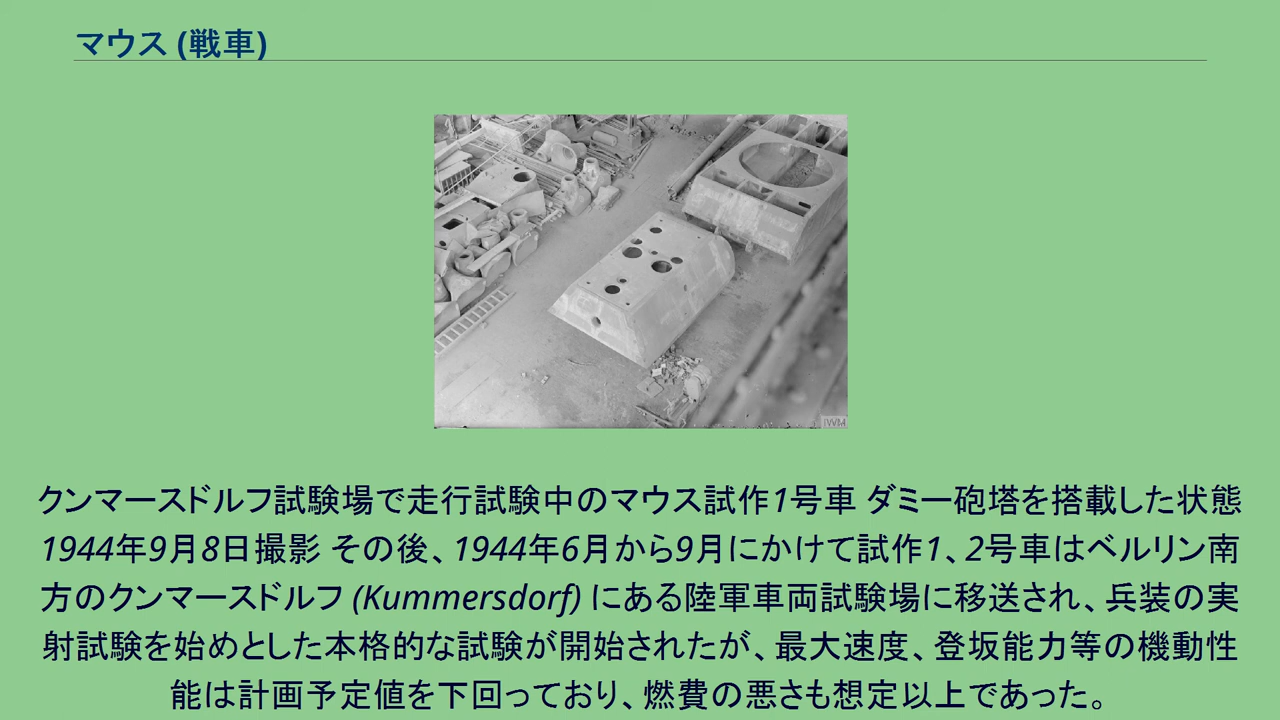 マウス (戦車)
IWM
クンマースドルフ試験場で走行試験中のマウス試作1号車 ダミー砲塔を搭載した状態
1944年9月8日撮影 その後、1944年6月から9月にかけて試作1、2号車はベルリン南
方のクンマースドルフ (Kummersdorf) にある陸軍車両試験場に移送され、兵装の実
射試験を始めとした本格的な試験が開始されたが、最大速度、登坂能力等の機動性
能は計画予定値を下回っており、燃費の悪さも想定以上であった。